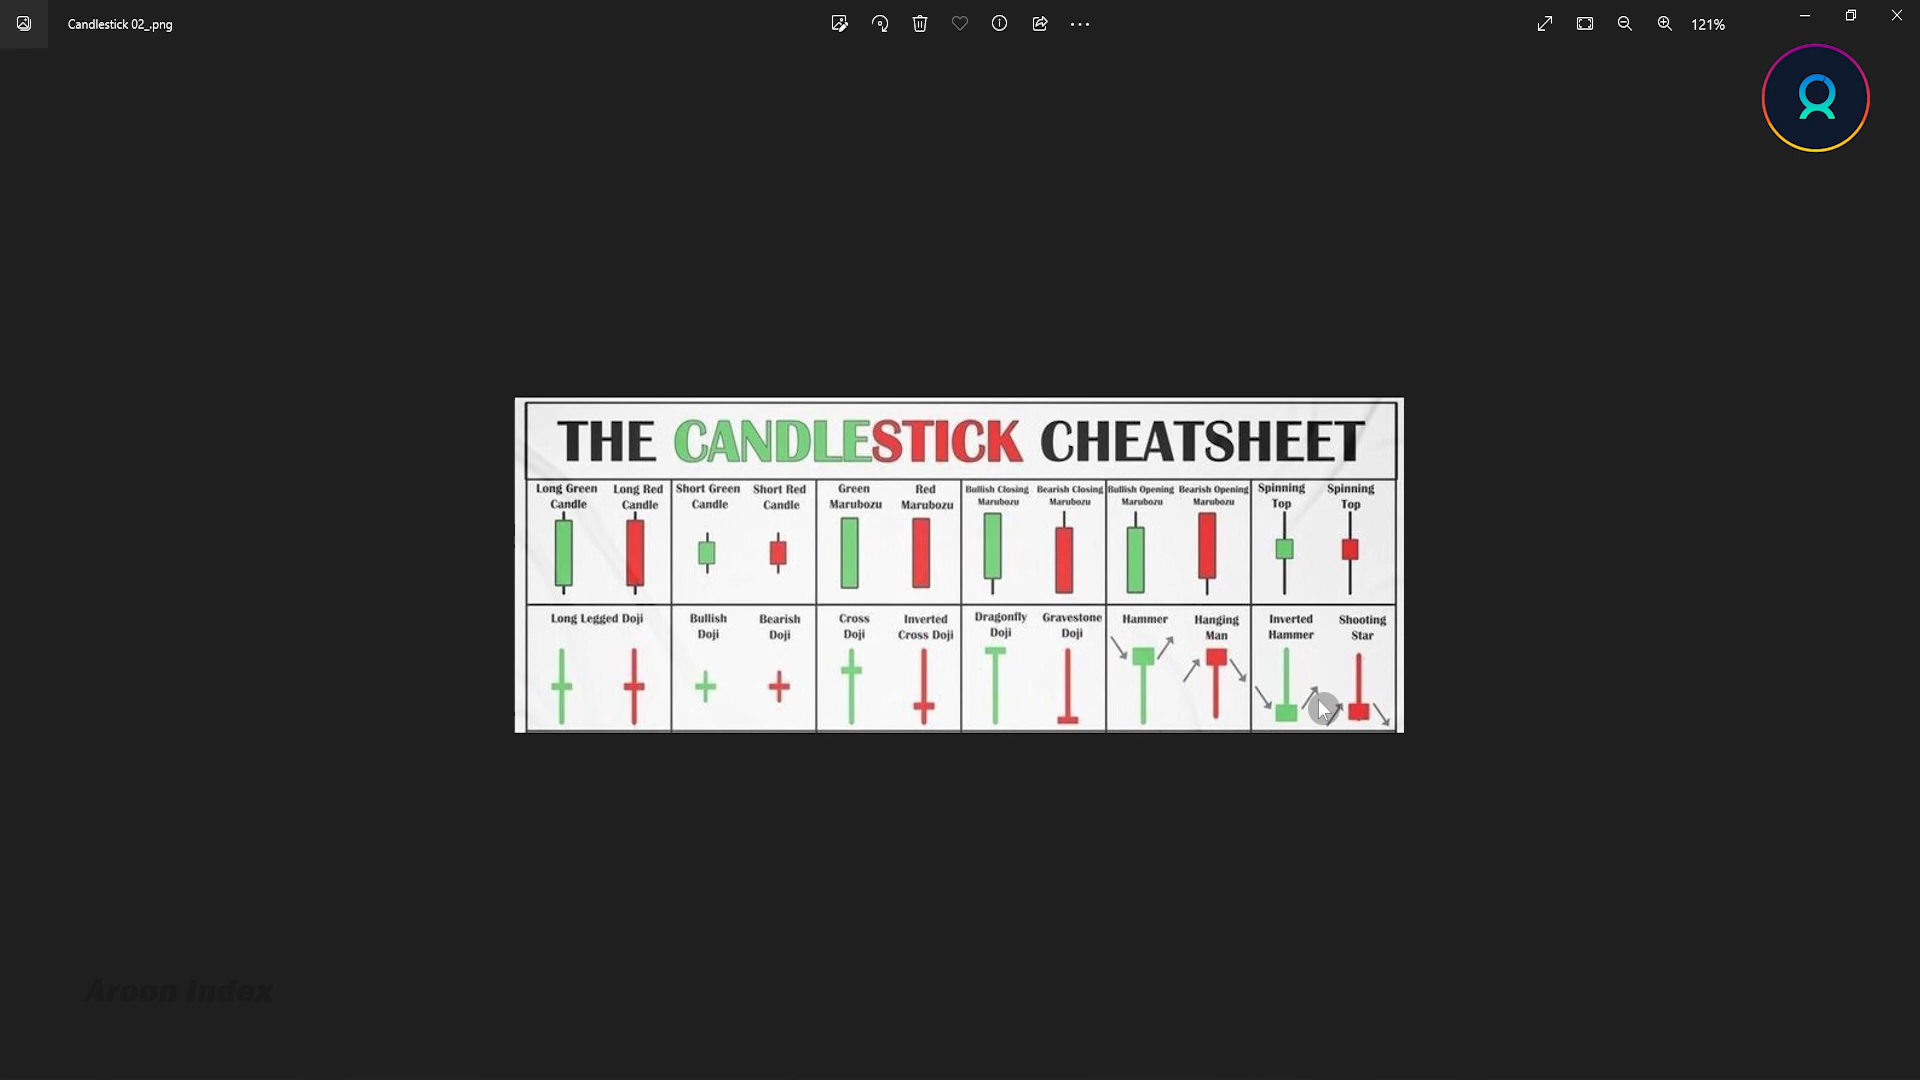 Candlestick 02_.png
121%
THE CANDLESTICK CHEATSHEET
Long Green Candle
Long Red Candle
Short Green Candle
Short Red Candle
Green Marubozu
Red Marubozu
Bullish Closing Marubozu
Bearish Closing Marubozu
Bullish Opening Marubozu
Bearish Opening Marubozu
Spinning Top
Spinning Top
Long Legged Doji
Bullish Doji
Bearish Doji
Cross Doji
Inverted Cross Doji
Dragonfly Doji
Gravestone Doji
Hammer
Hanging Man
Inverted Hammer
Shooting Star
Aroon Index